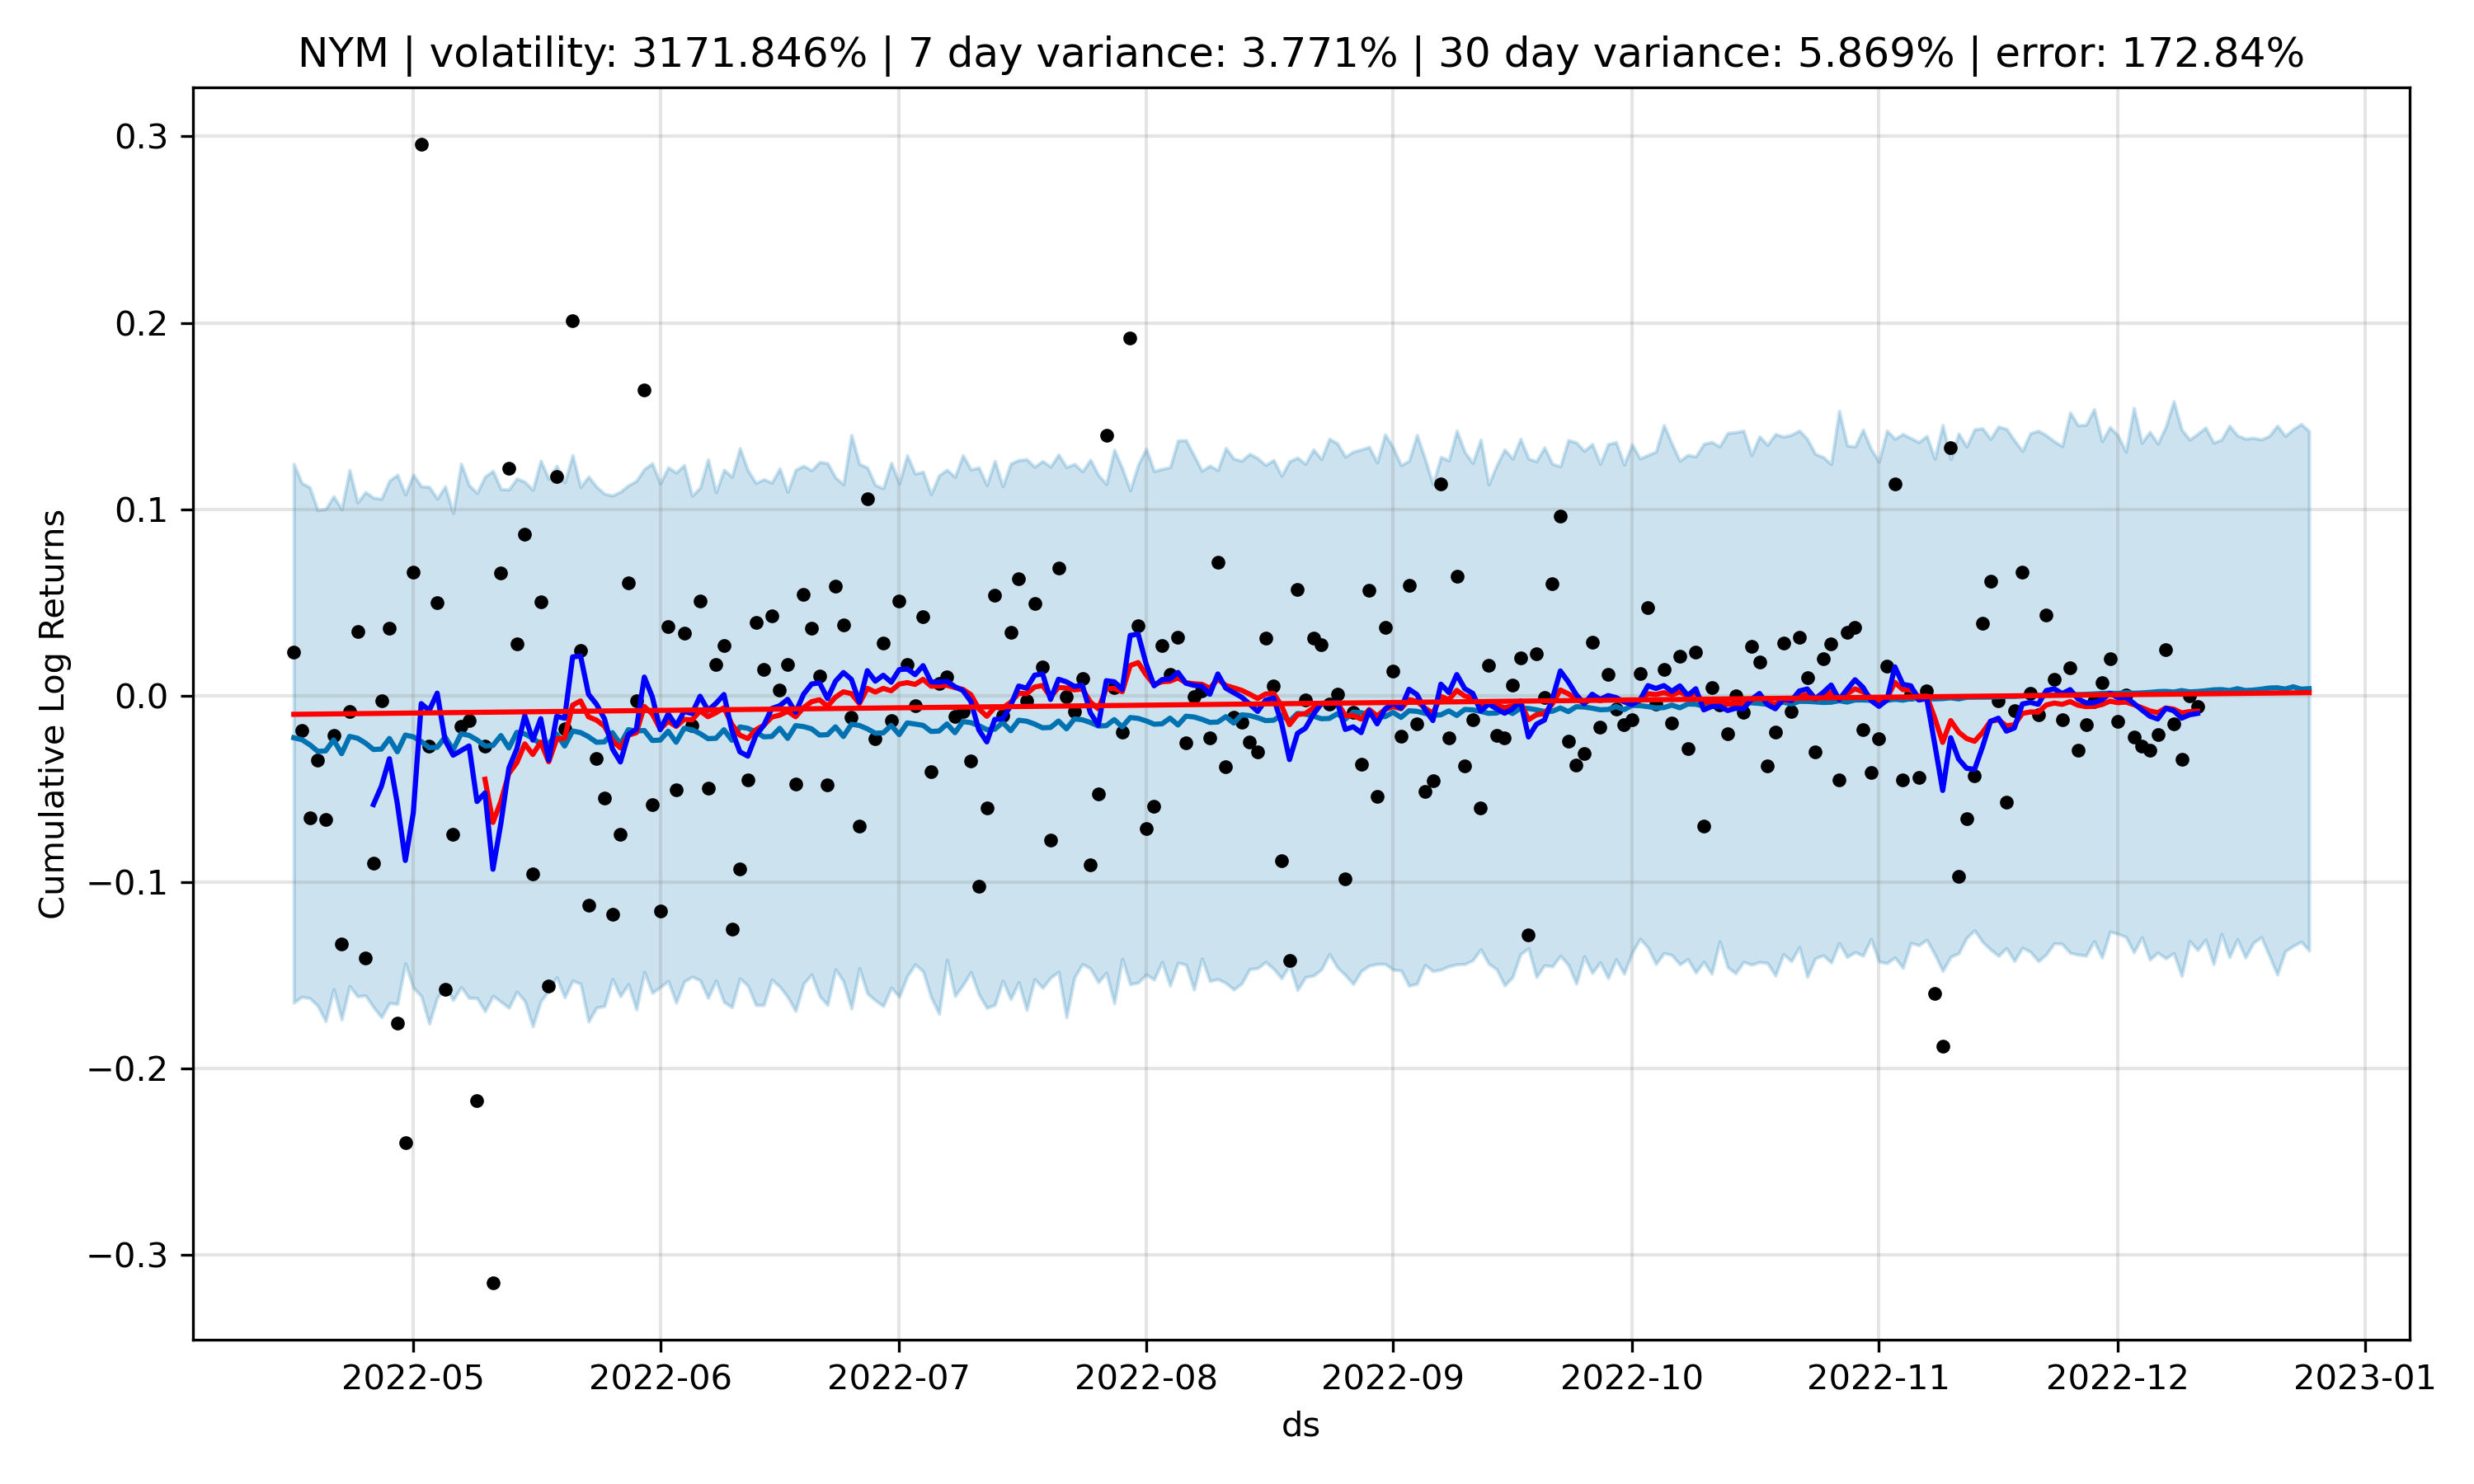 NYM | volatility: 3171.846% | 7 day variance: 3.771% | 30 day variance: 5.869% | error: 172.84%
Cumulative Log Returns
0.3
0.2
0.1
0.0
−0.1
−0.2
−0.3
2022-05 2022-06 2022-07 2022-08 2022-09 2022-10 2022-11 2022-12 2023-01
ds